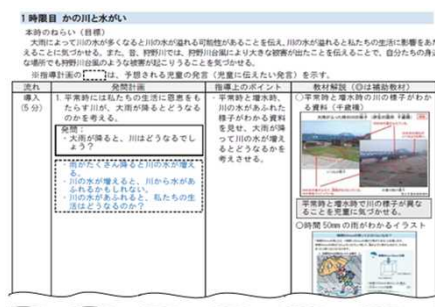 1時限目 かの川と水がい
本時のねらい（目標）
大雨によって川の水が多くなると川の水が溢れる可能性があることを伝え、川の水が溢れると私たちの生活に影響をあた
えることに気づかせる。また、昔、狩野川では、狩野川台風により大きな被害が出たことを伝えることで、自分たちの身近
な場所でも狩野川台風のような被害が起こりうることを気づかせる。
※指導計画の は、予想される児童の発言（児童に伝えたい発言）を示す。
流れ
発問計画
指導上のポイント
教材解説（◎は補助教材）
導入
（5分）
1.平常時には私たちの生活に恩恵をも
たらす川が、大雨が降るとどうなる
のかを考える。
発問：
・大雨が降ると、川はどうなるでし
ょう？
・雨がたくさん降ると川の水が増え
る。
・川の水が増えると、川から水があ
ふれるかもしれない。
・川の水があふれると、私たちの生
活はどうなるのか？
・平常時と増水時、
川の水があふれた
様子がわかる資料
を見せ、大雨が降
って川の水が増え
るとどうなるかを
考えさせる。
○平常時と増水時の川の様子がわか
る資料（千歳橋）
平常時と増水時で川の様子が異な
ることを児童に気づかせる。
○時間50mmの雨がわかるイラスト